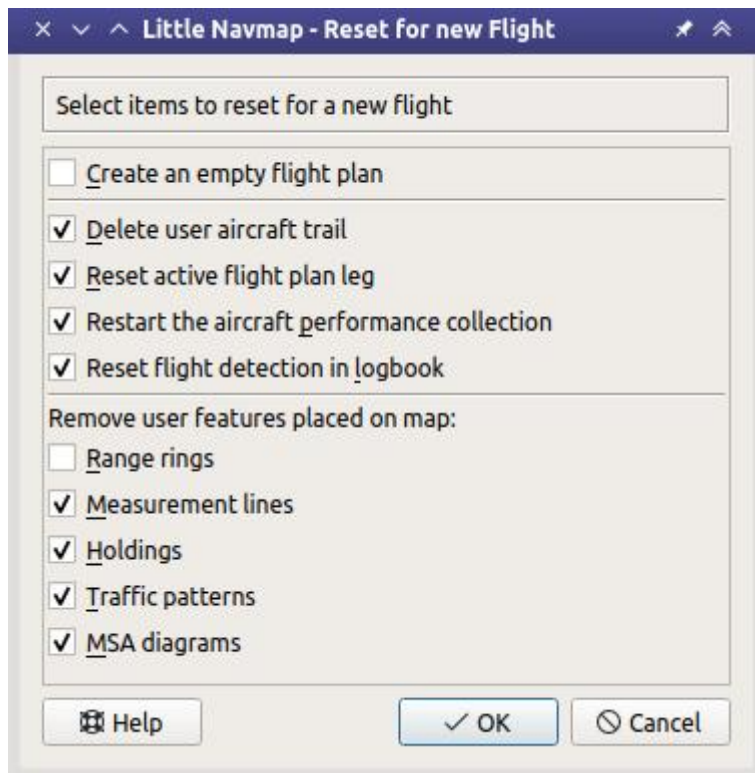 Little Navmap - Reset for new Flight
Select items to reset for a new flight
Create an empty flight plan
Delete user aircraft trail
Reset active flight plan leg
Restart the aircraft performance collection
Reset flight detection in logbook
Remove user features placed on map:
Range rings
Measurement lines
Holdings
Traffic patterns
MSA diagrams
Help OK Cancel